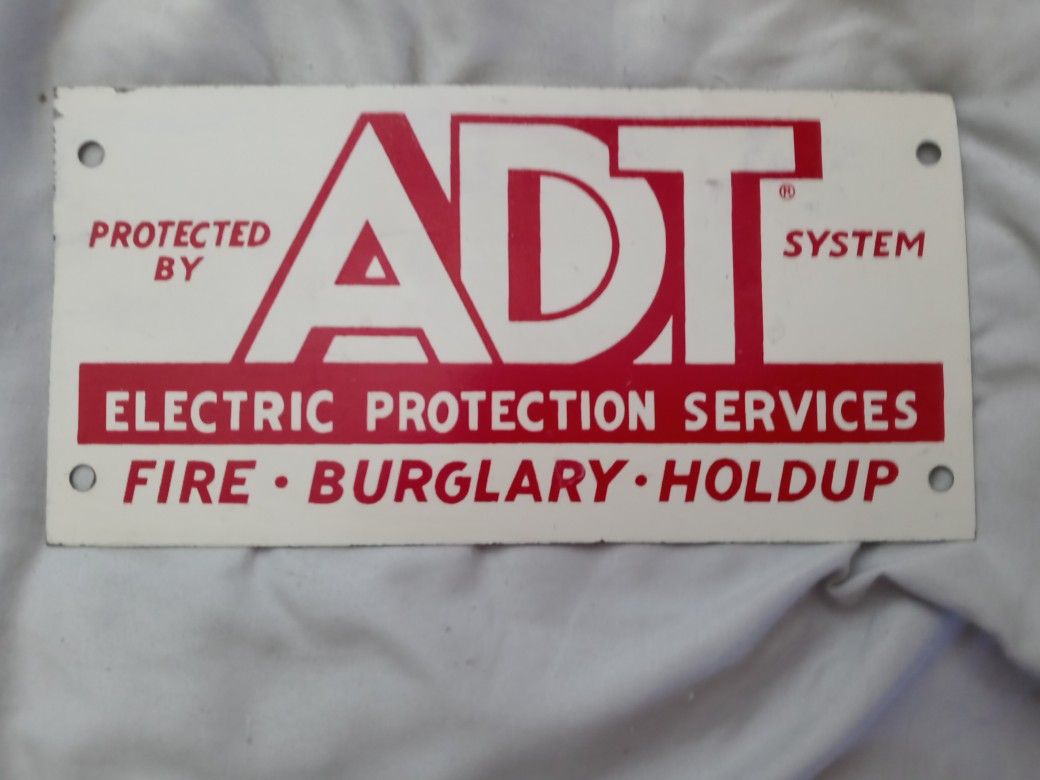 PROTECTED
BY
ADT®
SYSTEM
ELECTRIC PROTECTION SERVICES
FIRE • BURGLARY • HOLDUP